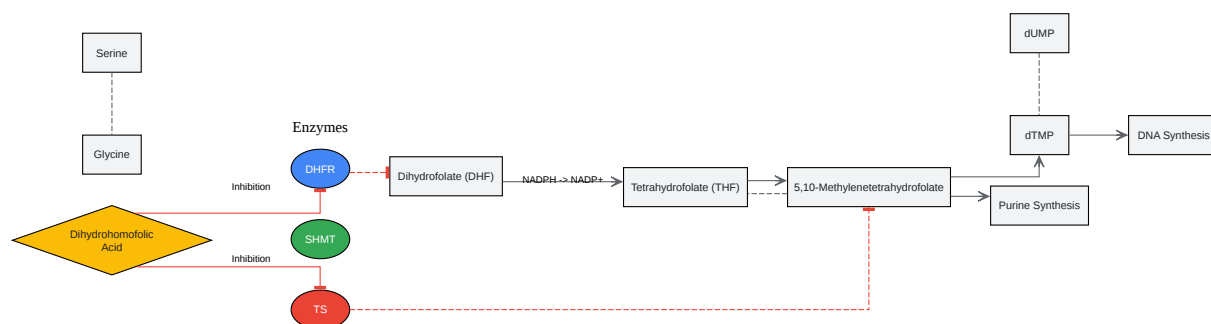 Serine
Glycine
Enzymes
DHFR
SHMT
TS
Inhibition
Dihydrohomofolic
Acid
Inhibition
Dihydrofolate (DHF)
NADPH -> NADP+
Tetrahydrofolate (THF)
5,10-Methylenetetrahydrofolate
dUMP
dTMP
DNA Synthesis
Purine Synthesis